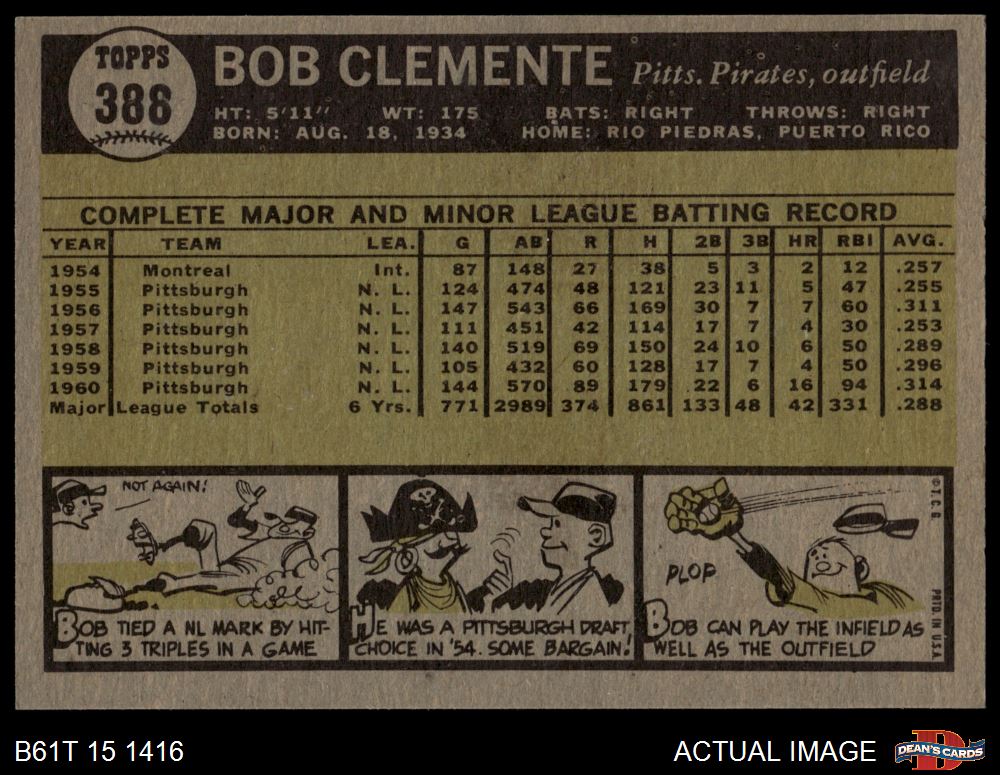 TOPPS
388
BOB CLEMENTE Pitts. Pirates, outfield
HT: 5'11" WT: 175 BATS: RIGHT THROWS: RIGHT
BORN: AUG. 18, 1934 HOME: RIO PIEDRAS, PUERTO RICO
COMPLETE MAJOR AND MINOR LEAGUE BATTING RECORD
YEAR TEAM LEA. G AB R H 2B 3B HR RBI AVG.
1954 Montreal Int. 87 148 27 38 5 3 2 12 .257
1955 Pittsburgh N. L. 124 474 48 121 23 11 5 47 .255
1956 Pittsburgh N. L. 147 543 66 169 30 7 7 60 .311
1957 Pittsburgh N. L. 111 451 42 114 17 7 4 30 .253
1958 Pittsburgh N. L. 140 519 69 150 24 10 6 50 .289
1959 Pittsburgh N. L. 105 432 60 128 17 7 4 50 .296
1960 Pittsburgh N. L. 144 570 89 179 22 6 16 94 .314
Major League Totals 6 Yrs. 771 2989 374 861 133 48 42 331 .288
NOT AGAIN!
BOB TIED A NL MARK BY HIT-
TING 3 TRIPLES IN A GAME
HE WAS A PITTSBURGH DRAFT
CHOICE IN '54. SOME BARGAIN!
PLOP
BOB CAN PLAY THE INFIELD AS
WELL AS THE OUTFIELD
© T. C. G.
PRTD. IN U.S.A.
B61T 15 1416
ACTUAL IMAGE
D
DEAN'S CARDS